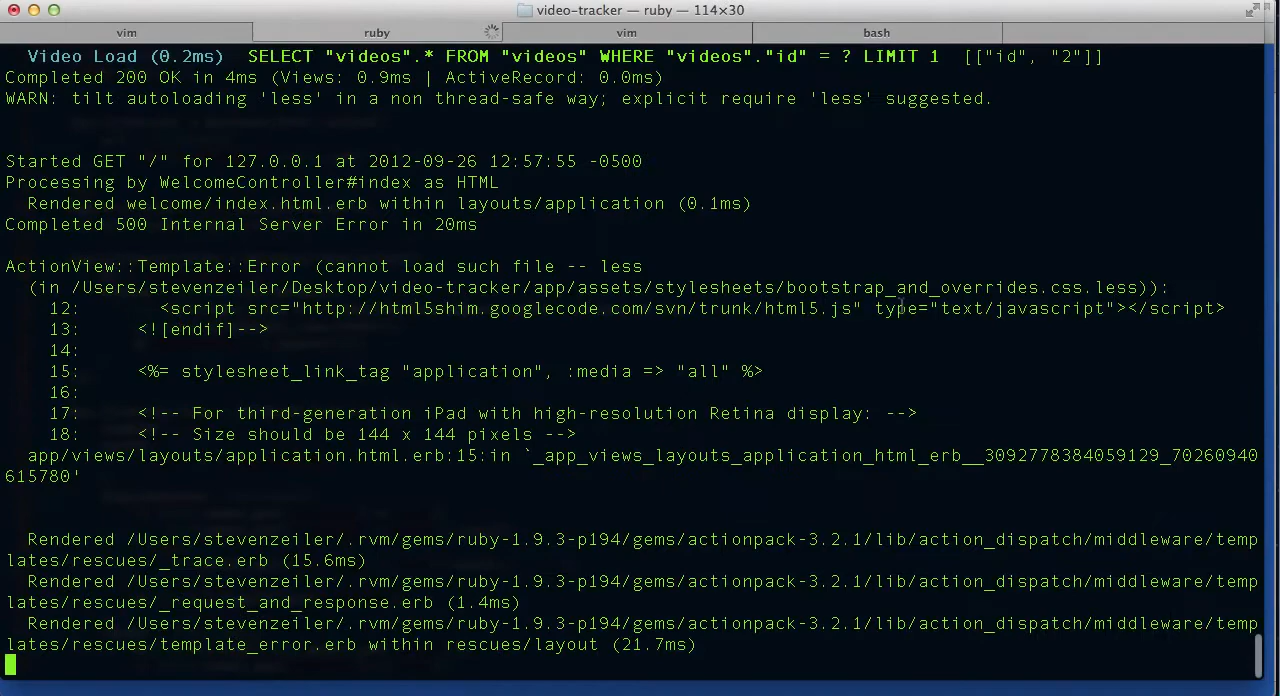 video-tracker — ruby — 114×30
vim ruby vim bash
Video Load (0.2ms)  SELECT "videos".* FROM "videos" WHERE "videos"."id" = ? LIMIT 1  [["id", "2"]]
Completed 200 OK in 4ms (Views: 0.9ms | ActiveRecord: 0.0ms)
WARN: tilt autoloading 'less' in a non thread-safe way; explicit require 'less' suggested.
Started GET "/" for 127.0.0.1 at 2012-09-26 12:57:55 -0500
Processing by WelcomeController#index as HTML
Rendered welcome/index.html.erb within layouts/application (0.1ms)
Completed 500 Internal Server Error in 20ms
ActionView::Template::Error (cannot load such file -- less
(in /Users/stevenzeiler/Desktop/video-tracker/app/assets/stylesheets/bootstrap_and_overrides.css.less)):
12:       <script src="http://html5shim.googlecode.com/svn/trunk/html5.js" type="text/javascript"></script>
13:     <![endif]-->
14:
15:     <%= stylesheet_link_tag "application", :media => "all" %>
16:
17:     <!-- For third-generation iPad with high-resolution Retina display: -->
18:     <!-- Size should be 144 x 144 pixels -->
app/views/layouts/application.html.erb:15:in `_app_views_layouts_application_html_erb__3092778384059129_70260940
615780'
Rendered /Users/stevenzeiler/.rvm/gems/ruby-1.9.3-p194/gems/actionpack-3.2.1/lib/action_dispatch/middleware/temp
lates/rescues/_trace.erb (15.6ms)
Rendered /Users/stevenzeiler/.rvm/gems/ruby-1.9.3-p194/gems/actionpack-3.2.1/lib/action_dispatch/middleware/temp
lates/rescues/_request_and_response.erb (1.4ms)
Rendered /Users/stevenzeiler/.rvm/gems/ruby-1.9.3-p194/gems/actionpack-3.2.1/lib/action_dispatch/middleware/temp
lates/rescues/template_error.erb within rescues/layout (21.7ms)